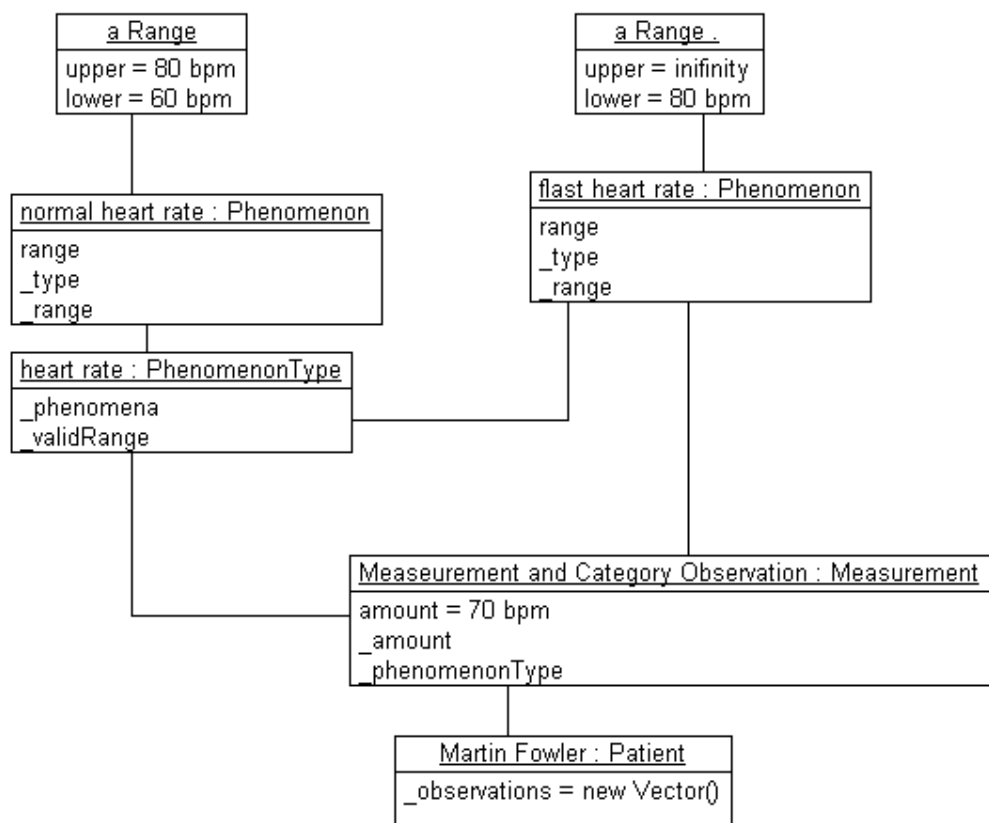 a Range
upper = 80 bpm
lower = 60 bpm
a Range .
upper = inifinity
lower = 80 bpm
normal heart rate : Phenomenon
range
_type
_range
flast heart rate : Phenomenon
range
_type
_range
heart rate : PhenomenonType
_phenomena
_validRange
Measeurement and Category Observation : Measurement
amount = 70 bpm
_amount
_phenomenonType
Martin Fowler : Patient
_observations = new Vector()